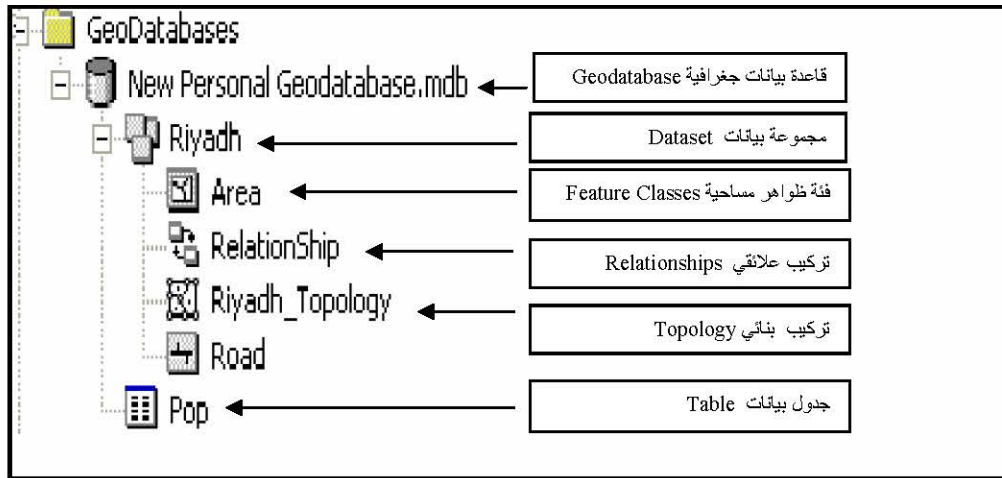 GeoDatabases
New Personal Geodatabase.mdb
قاعدة بيانات جغرافية Geodatabase
Riyadh
مجموعة بيانات Dataset
Area
فئة ظواهر مساحية Feature Classes
RelationShip
تركيب علائقي Relationships
Riyadh_Topology
تركيب بنائي Topology
Road
Pop
جدول بيانات Table